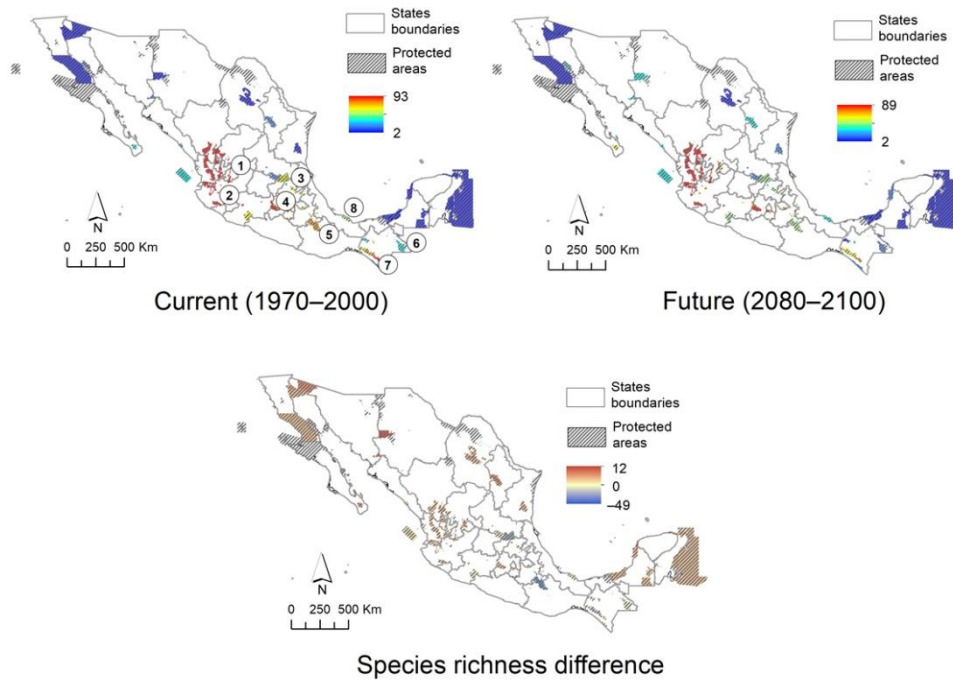 States
boundaries
Protected
areas
93
2
1
2
3
4
5
6
7
8
N
0 250 500 Km
Current (1970–2000)
States
boundaries
Protected
areas
89
2
N
0 250 500 Km
Future (2080–2100)
States
boundaries
Protected
areas
12
0
−49
N
0 250 500 Km
Species richness difference